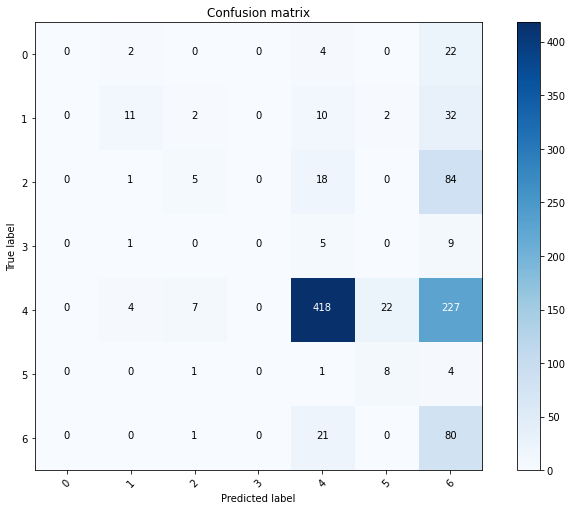 Confusion matrix
0 0 2 0 0 4 0 22
1 0 11 2 0 10 2 32
2 0 1 5 0 18 0 84
3 0 1 0 0 5 0 9
4 0 4 7 0 418 22 227
5 0 0 1 0 1 8 4
6 0 0 1 0 21 0 80
0 1 2 3 4 5 6
True label
Predicted label
400
350
300
250
200
150
100
50
0